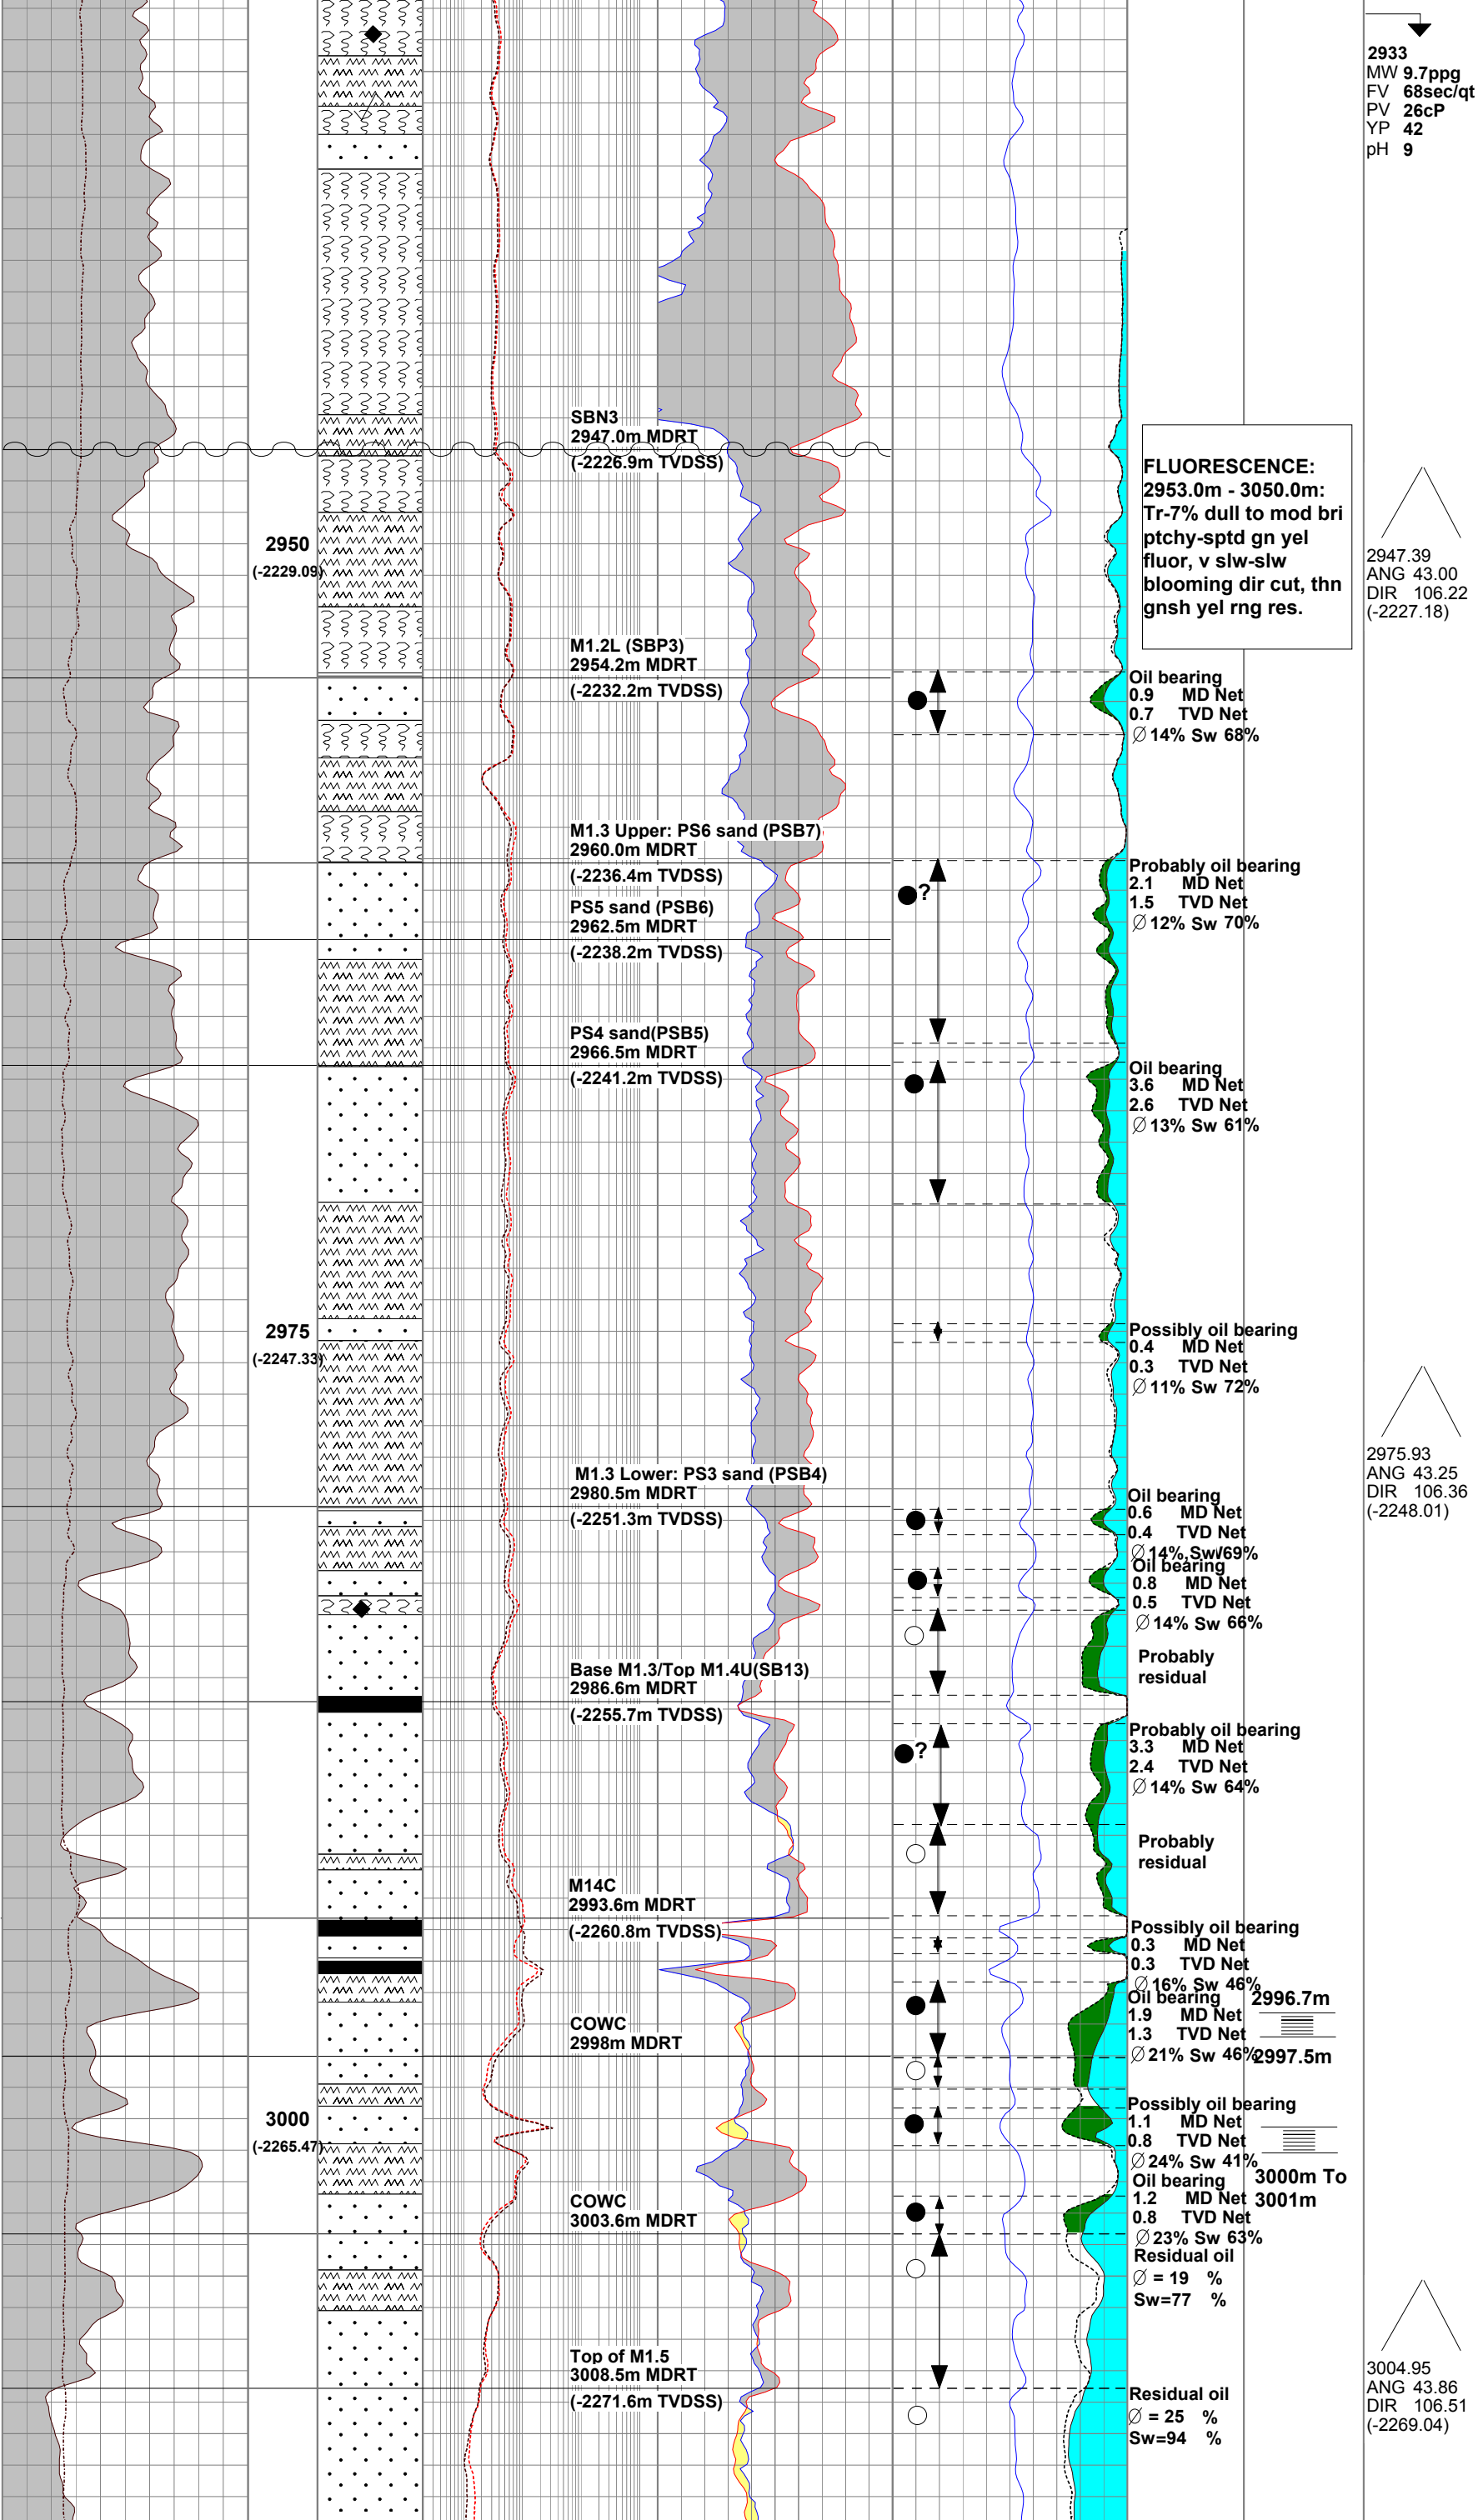 2933
MW 9.7ppg
FV 68sec/qt
PV 26cP
YP 42
pH 9
SBN3
2947.0m MDRT
(-2226.9m TVDSS)
FLUORESCENCE:
2953.0m - 3050.0m:
Tr-7% dull to mod bri
ptchy-sptd gn yel
fluor, v slw-slw
blooming dir cut, thn
gnsh yel rng res.
2950
(-2229.09)
2947.39
ANG 43.00
DIR 106.22
(-2227.18)
M1.2L (SBP3)
2954.2m MDRT
(-2232.2m TVDSS)
Oil bearing
0.9 MD Net
0.7 TVD Net
∅ 14% Sw 68%
M1.3 Upper: PS6 sand (PSB7)
2960.0m MDRT
(-2236.4m TVDSS)
?
Probably oil bearing
2.1 MD Net
1.5 TVD Net
∅ 12% Sw 70%
PS5 sand (PSB6)
2962.5m MDRT
(-2238.2m TVDSS)
PS4 sand(PSB5)
2966.5m MDRT
(-2241.2m TVDSS)
Oil bearing
3.6 MD Net
2.6 TVD Net
∅ 13% Sw 61%
2975
(-2247.33)
Possibly oil bearing
0.4 MD Net
0.3 TVD Net
∅ 11% Sw 72%
2975.93
ANG 43.25
DIR 106.36
(-2248.01)
M1.3 Lower: PS3 sand (PSB4)
2980.5m MDRT
(-2251.3m TVDSS)
Oil bearing
0.6 MD Net
0.4 TVD Net
∅ 14%,Sw/69%
Oil bearing
0.8 MD Net
0.5 TVD Net
∅ 14% Sw 66%
Probably
residual
Base M1.3/Top M1.4U(SB13)
2986.6m MDRT
(-2255.7m TVDSS)
?
Probably oil bearing
3.3 MD Net
2.4 TVD Net
∅ 14% Sw 64%
Probably
residual
M14C
2993.6m MDRT
(-2260.8m TVDSS)
Possibly oil bearing
0.3 MD Net
0.3 TVD Net
∅ 16% Sw 46%
Oil bearing
1.9 MD Net
1.3 TVD Net
∅ 21% Sw 46%
2996.7m
2997.5m
COWC
2998m MDRT
3000
(-2265.47)
Possibly oil bearing
1.1 MD Net
0.8 TVD Net
∅ 24% Sw 41%
3000m To
3001m
COWC
3003.6m MDRT
Oil bearing
1.2 MD Net
0.8 TVD Net
∅ 23% Sw 63%
Residual oil
∅ = 19 %
Sw=77 %
Top of M1.5
3008.5m MDRT
(-2271.6m TVDSS)
3004.95
ANG 43.86
DIR 106.51
(-2269.04)
Residual oil
∅ = 25 %
Sw=94 %